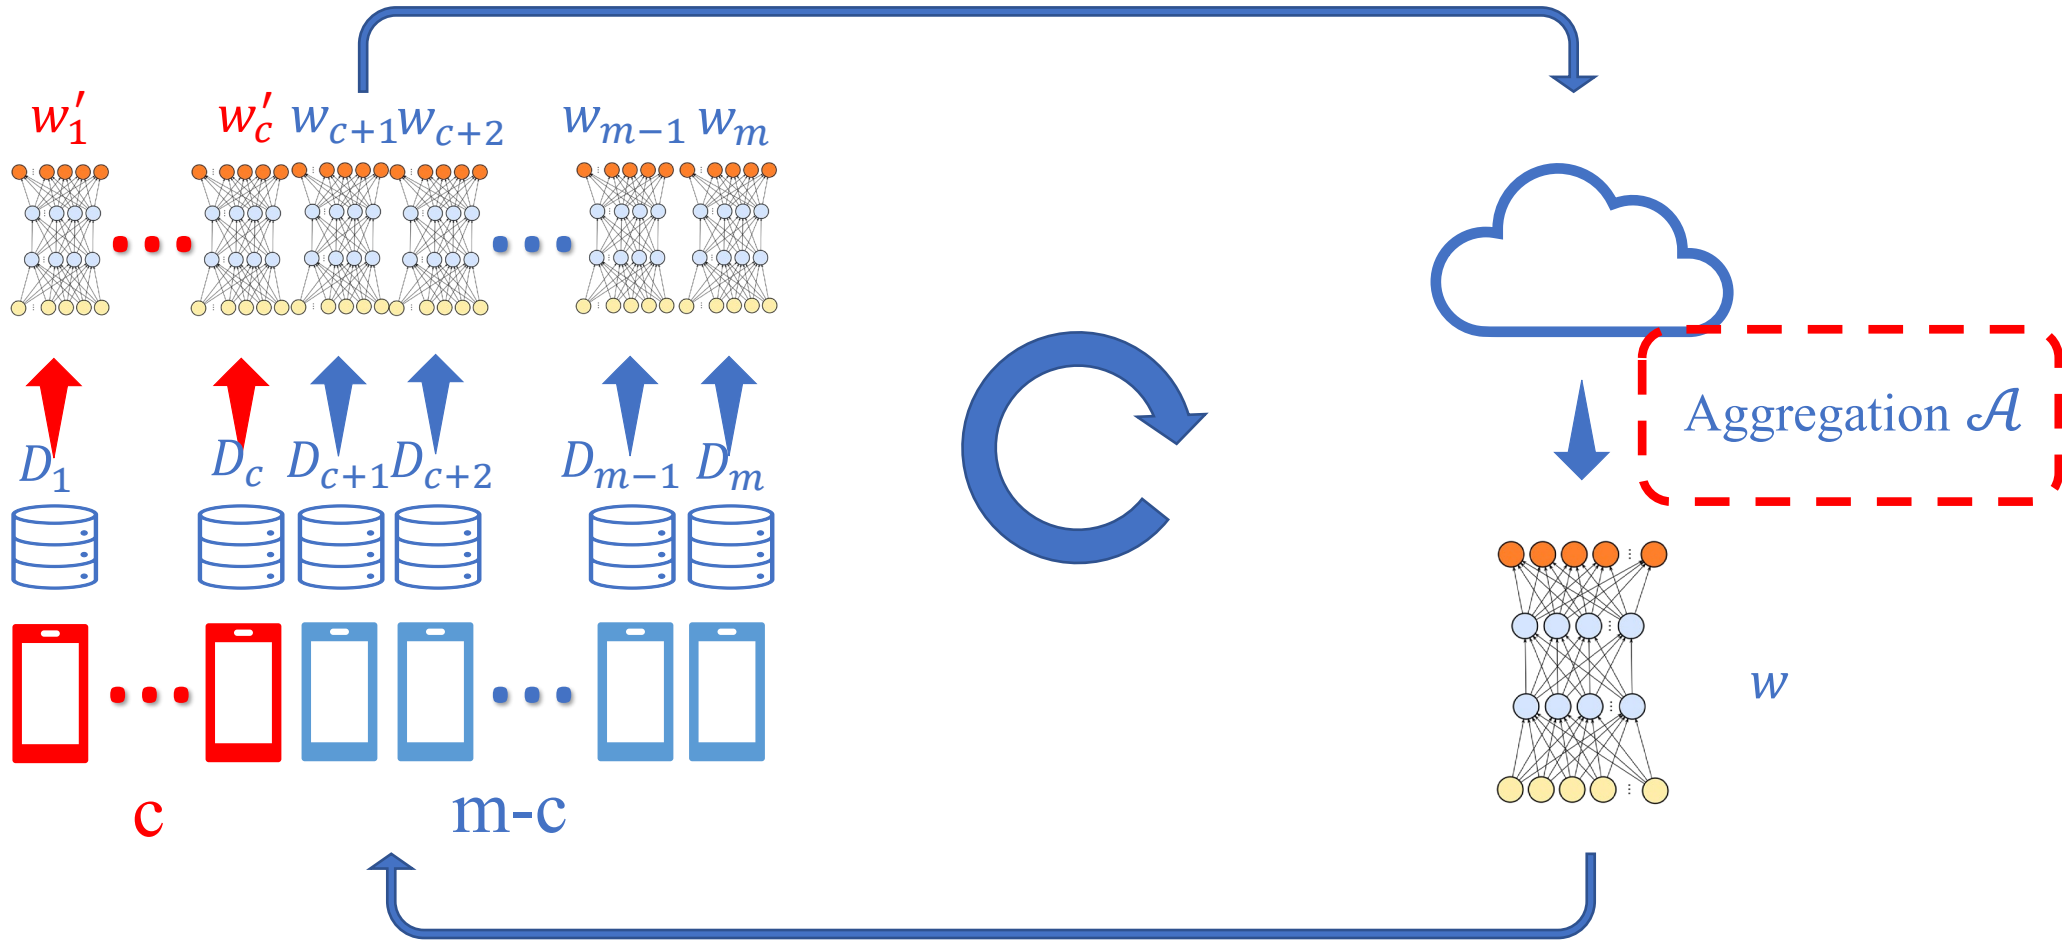 w′₁ w′c wc+1 wc+2 wm−1 wm
Aggregation 𝒜
D₁ Dc Dc+1 Dc+2 Dm−1 Dm
w
c m-c